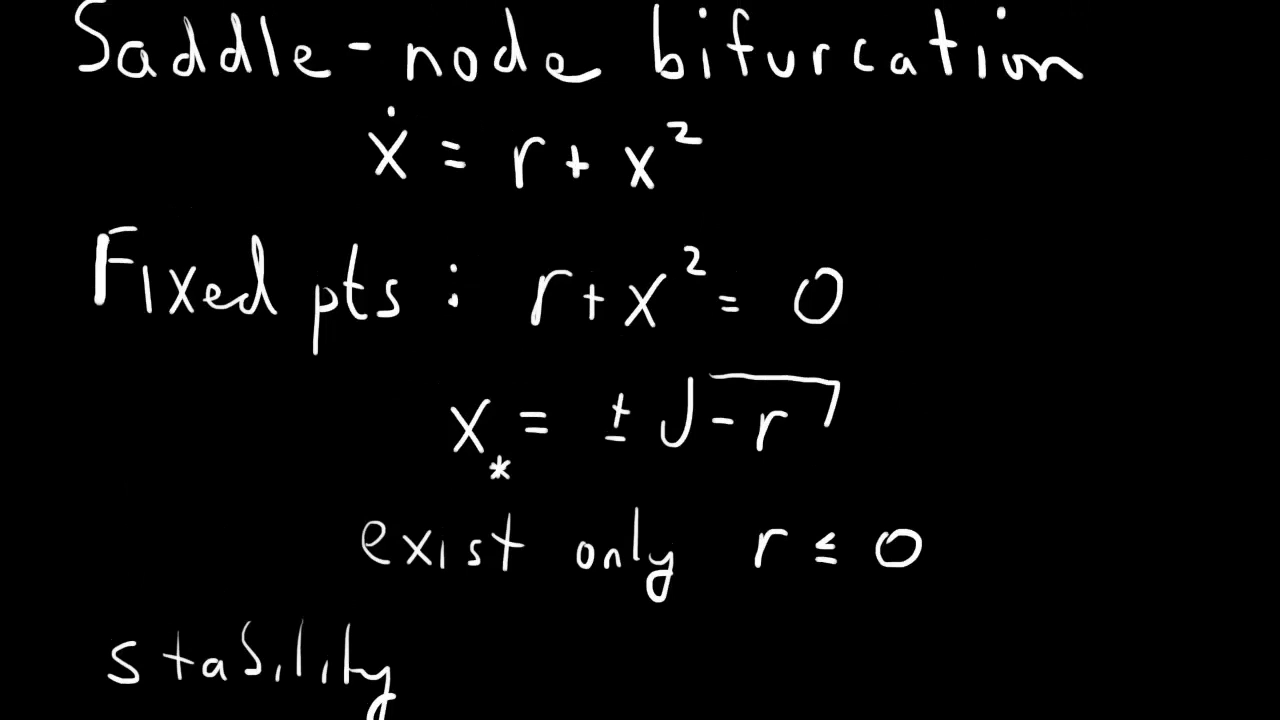 Saddle-node bifurcation
ẋ = r + x²
Fixed pts : r + x² = 0
x* = ± √-r
exist only r ≤ 0
stability